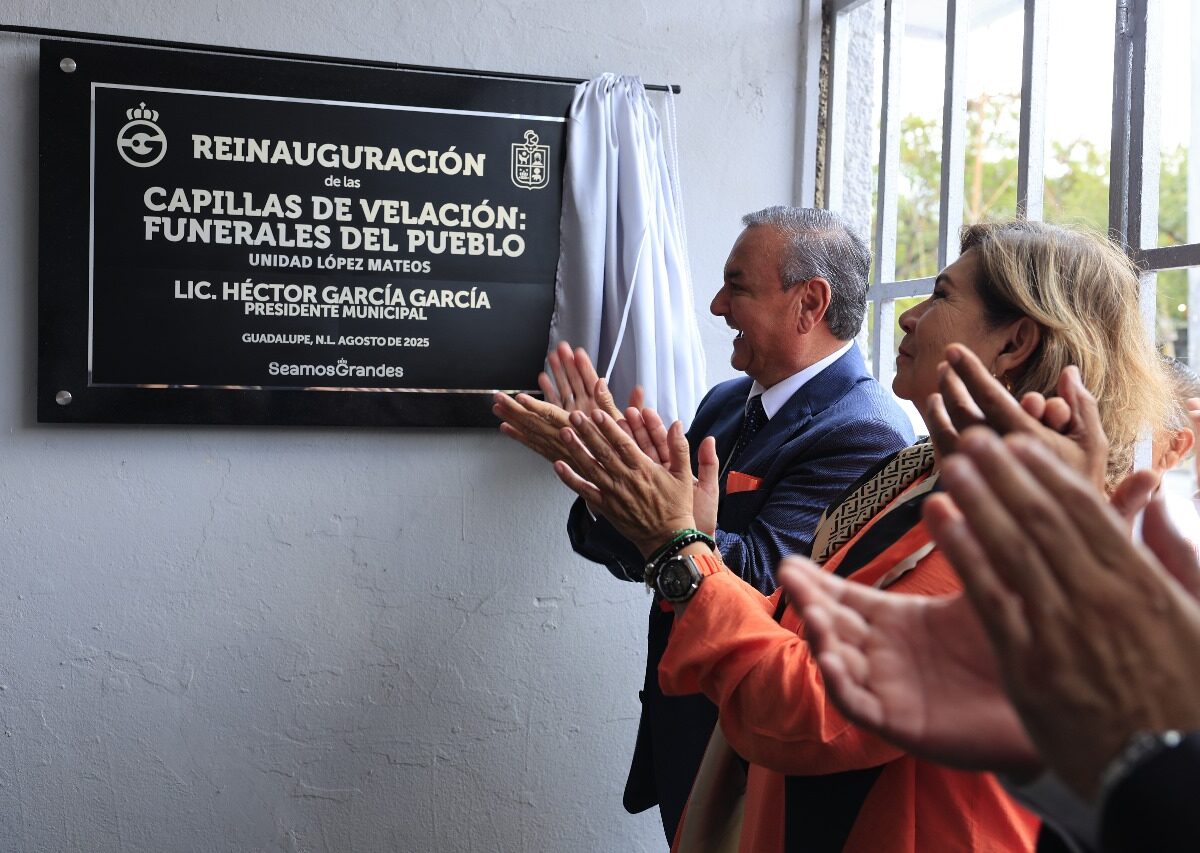 REINAUGURACIÓN
de las
CAPILLAS DE VELACIÓN:
FUNERALES DEL PUEBLO
UNIDAD LÓPEZ MATEOS
LIC. HÉCTOR GARCÍA GARCÍA
PRESIDENTE MUNICIPAL
GUADALUPE, N.L. AGOSTO DE 2025
SeamosGrandes